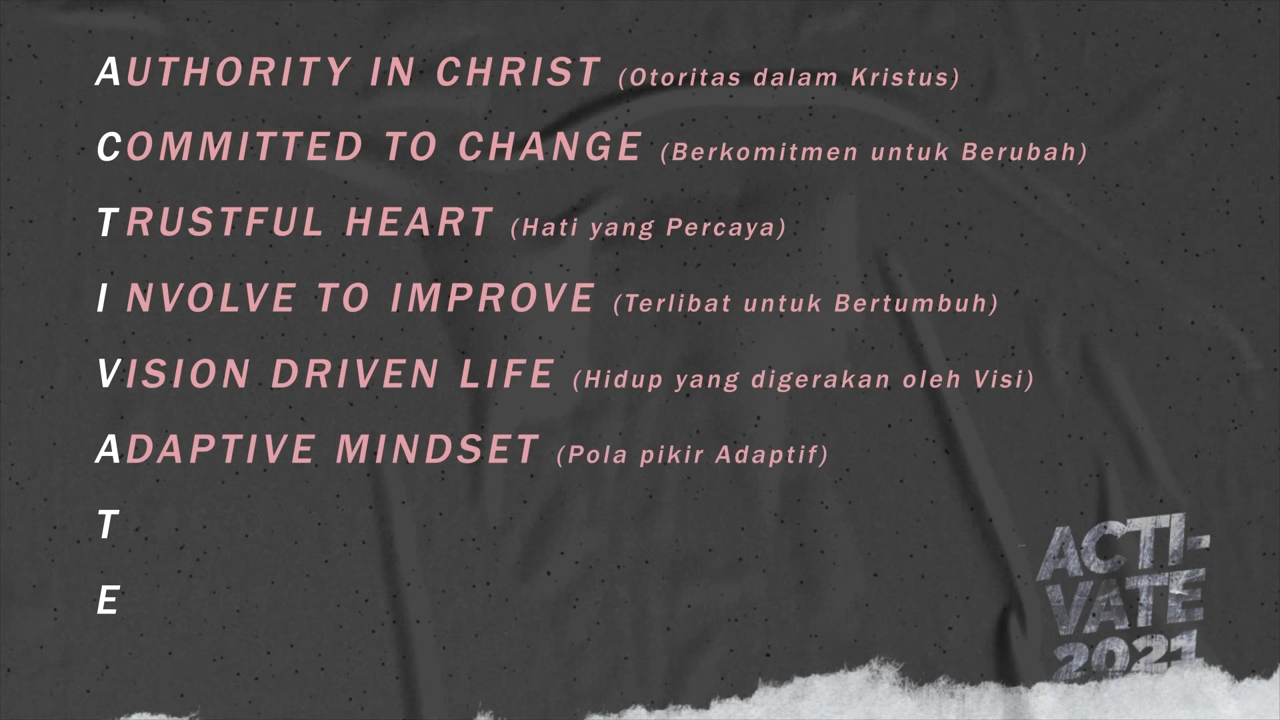 AUTHORITY IN CHRIST (Otoritas dalam Kristus)
COMMITTED TO CHANGE (Berkomitmen untuk Berubah)
TRUSTFUL HEART (Hati yang Percaya)
INVOLVE TO IMPROVE (Terlibat untuk Bertumbuh)
VISION DRIVEN LIFE (Hidup yang digerakan oleh Visi)
ADAPTIVE MINDSET (Pola pikir Adaptif)
T
E
ACTI-
VATE
2021